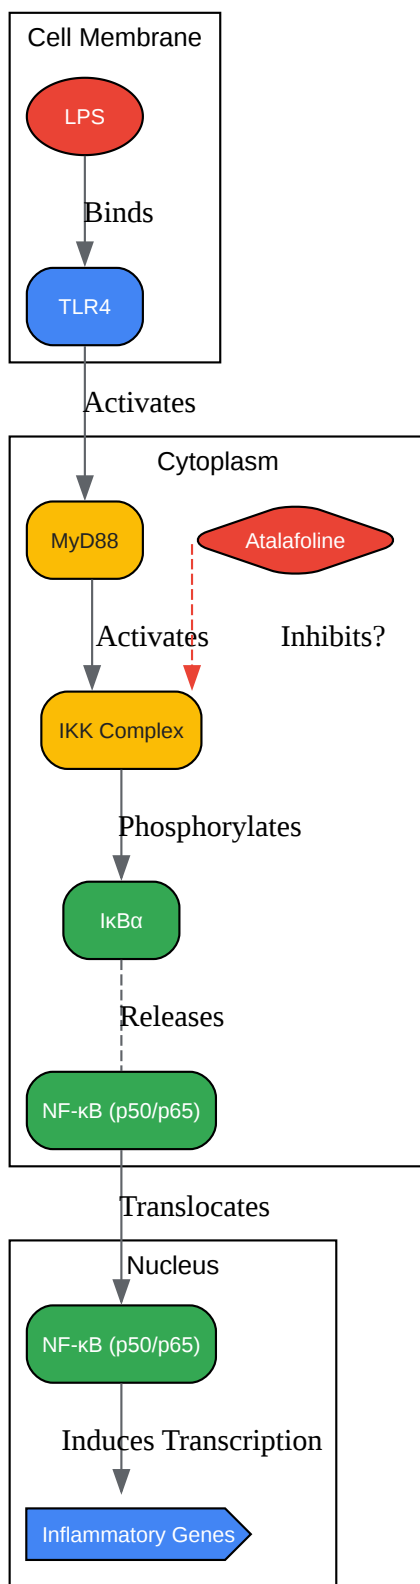 Cell Membrane
LPS
Binds
TLR4
Activates
Cytoplasm
MyD88
Atalafoline
Activates
Inhibits?
IKK Complex
Phosphorylates
IκBα
Releases
NF-κB (p50/p65)
Translocates
Nucleus
NF-κB (p50/p65)
Induces Transcription
Inflammatory Genes